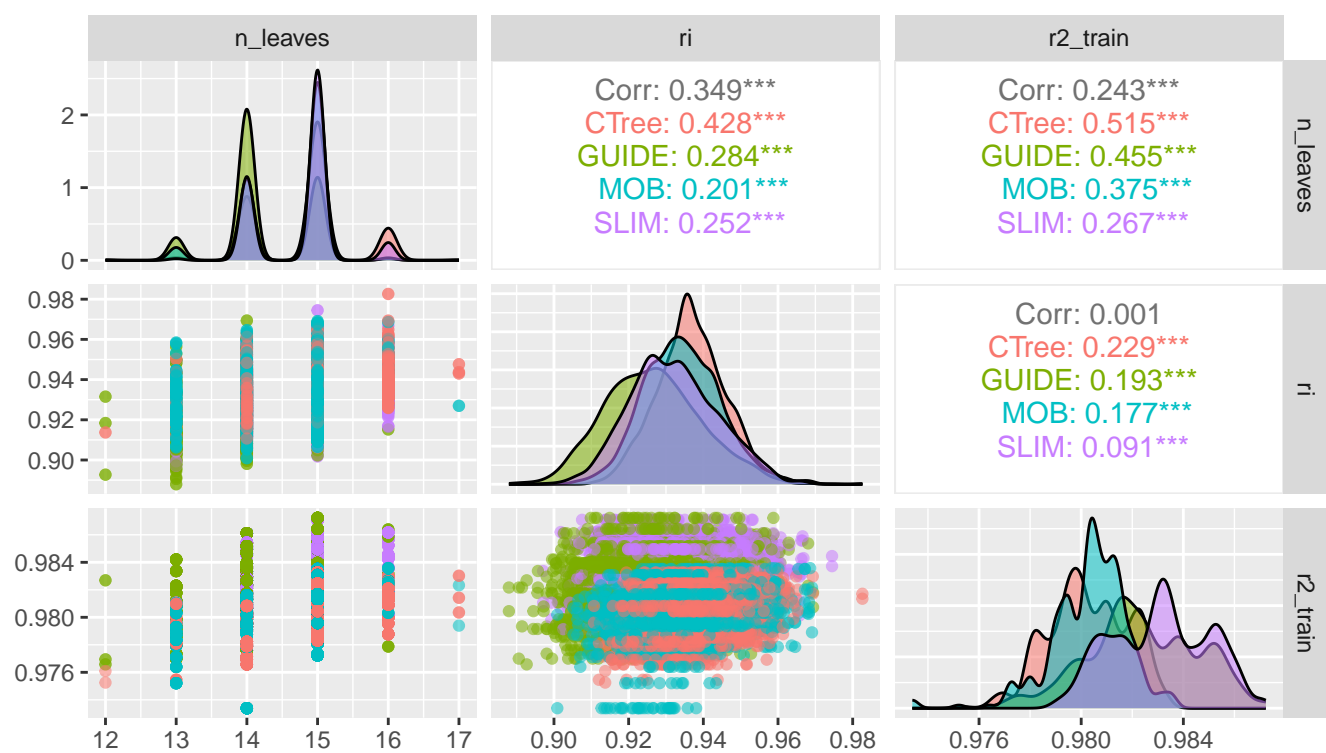 n_leaves
ri
r2_train
2
1
0
Corr: 0.349***
CTree: 0.428***
GUIDE: 0.284***
MOB: 0.201***
SLIM: 0.252***
Corr: 0.243***
CTree: 0.515***
GUIDE: 0.455***
MOB: 0.375***
SLIM: 0.267***
n_leaves
0.98
0.96
0.94
0.92
0.90
Corr: 0.001
CTree: 0.229***
GUIDE: 0.193***
MOB: 0.177***
SLIM: 0.091***
ri
0.984
0.980
0.976
r2_train
12 13 14 15 16 17
0.90 0.92 0.94 0.96 0.98
0.976 0.980 0.984